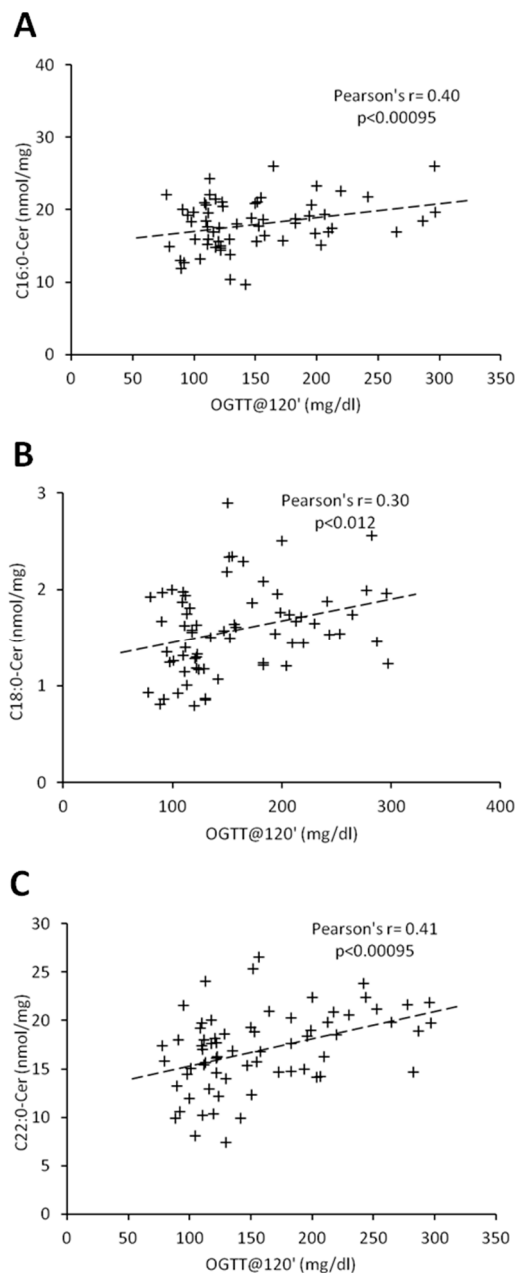 A
Pearson's r= 0.40
p<0.00095
C16:0-Cer (nmol/mg)
40
30
20
10
0
0 50 100 150 200 250 300 350
OGTT@120' (mg/dl)
B
Pearson's r= 0.30
p<0.012
C18:0-Cer (nmol/mg)
3
2
1
0
0 100 200 300 400
OGTT@120' (mg/dl)
C
Pearson's r= 0.41
p<0.00095
C22:0-Cer (nmol/mg)
30
25
20
15
10
5
0
0 50 100 150 200 250 300 350
OGTT@120' (mg/dl)